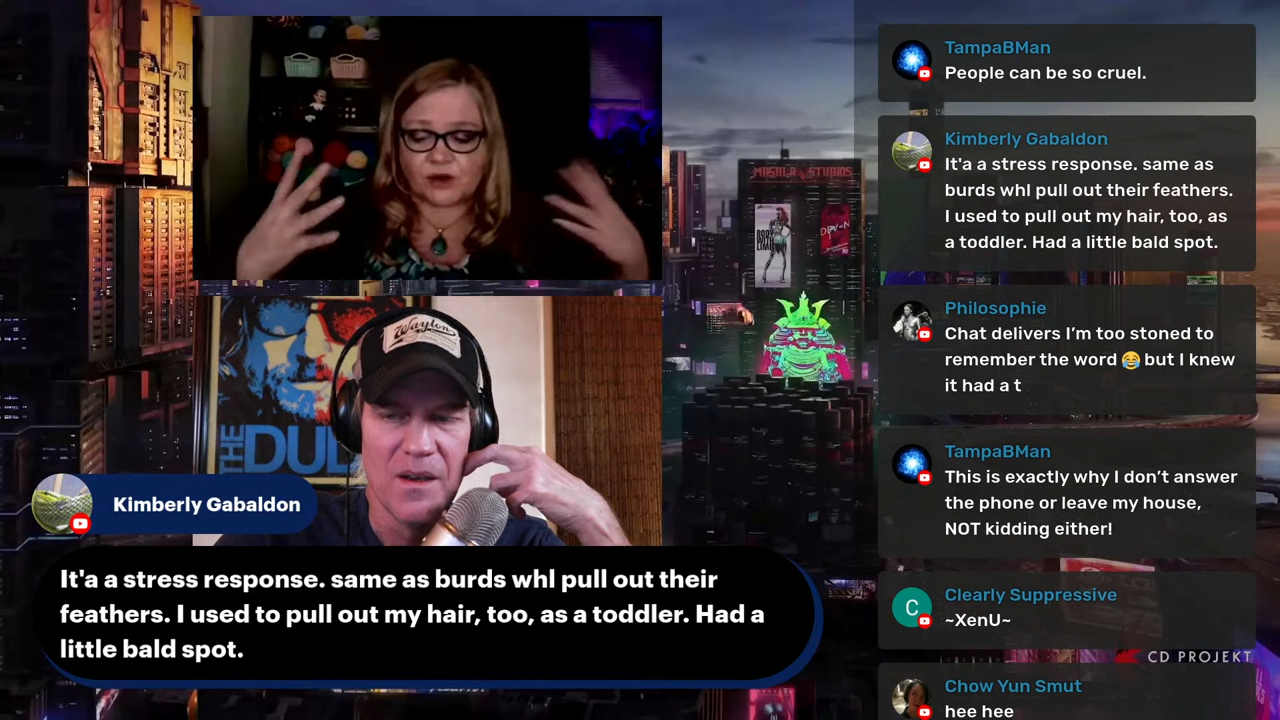 MASALA STUDIOS
BODY
WITH
LIMB
Waylon
THE
DUD
Kimberly Gabaldon
It'a a stress response. same as burds whl pull out their
feathers. I used to pull out my hair, too, as a toddler. Had a
little bald spot.
TampaBMan
People can be so cruel.
Kimberly Gabaldon
It'a a stress response. same as
burds whl pull out their feathers.
I used to pull out my hair, too, as
a toddler. Had a little bald spot.
Philosophie
Chat delivers I’m too stoned to
remember the word 😂 but I knew
it had a t
TampaBMan
This is exactly why I don’t answer
the phone or leave my house,
NOT kidding either!
C
Clearly Suppressive
~XenU~
CD PROJEKT
Chow Yun Smut
hee hee